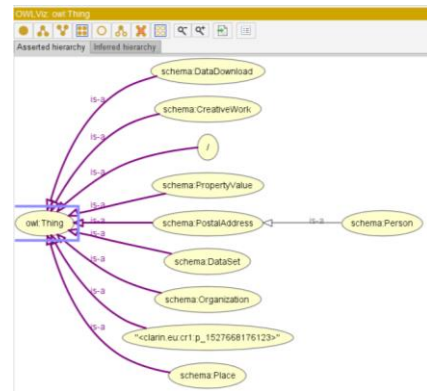 OWLViz: owl:Thing
Asserted hierarchy Inferred hierarchy
schema:DataDownload
is-a
schema:CreativeWork
is-a
/
is-a
schema:PropertyValue
is-a
owl:Thing
is-a
schema:PostalAddress
is-a
schema:Person
is-a
schema:DataSet
is-a
schema:Organization
is-a
"<clarin.eu:cr1:p_1527668176123>"
is-a
schema:Place